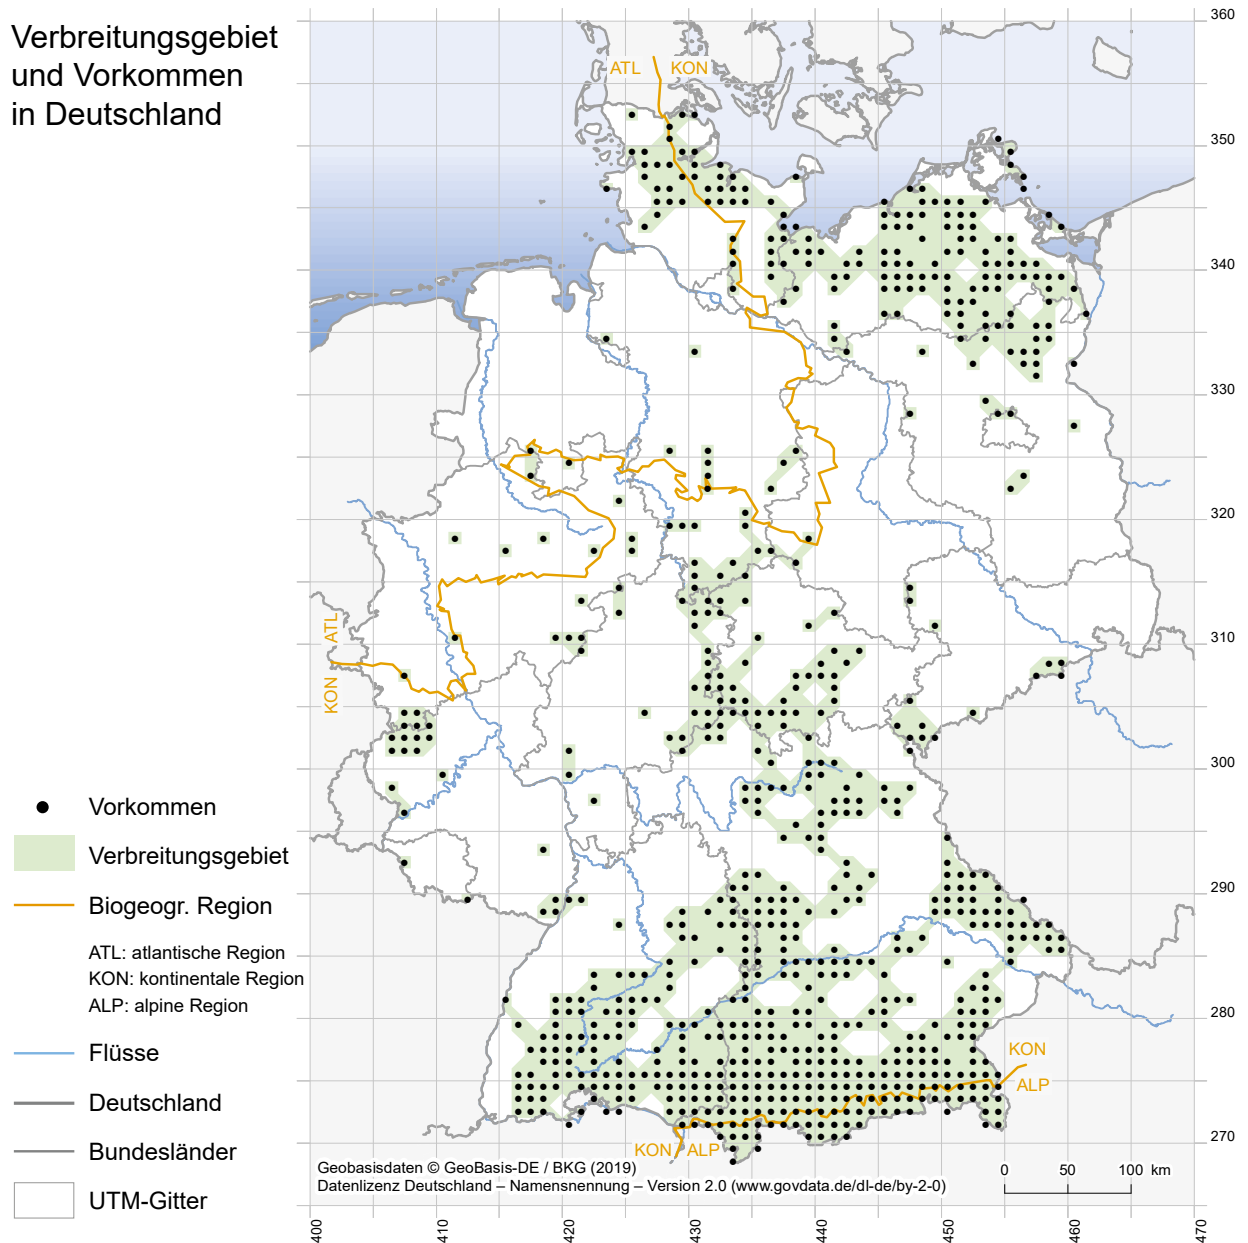 Verbreitungsgebiet
und Vorkommen
in Deutschland
ATL KON
360
350
340
330
320
310
300
290
280
270
ATL
KON
Vorkommen
Verbreitungsgebiet
Biogeogr. Region
ATL: atlantische Region
KON: kontinentale Region
ALP: alpine Region
Flüsse
Deutschland
Bundesländer
UTM-Gitter
KON
ALP
KON ALP
Geobasisdaten © GeoBasis-DE / BKG (2019)
Datenlizenz Deutschland – Namensnennung – Version 2.0 (www.govdata.de/dl-de/by-2-0)
0 50 100 km
400 410 420 430 440 450 460 470